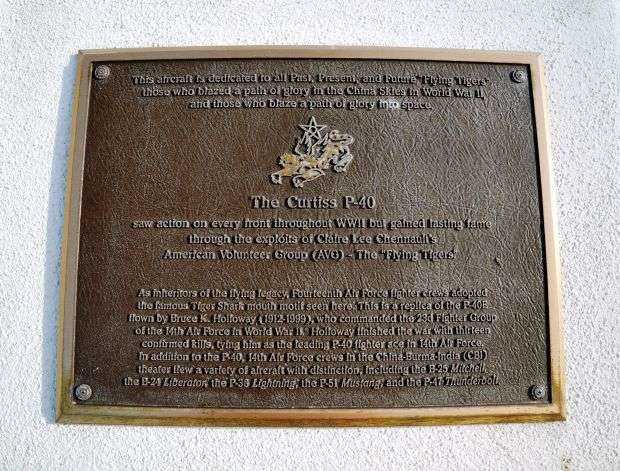 This aircraft is dedicated to all Past, Present, and Future "Flying Tigers"
those who blazed a path of glory in the China Skies in World War II,
and those who blaze a path of glory into space.
The Curtiss P-40
saw action on every front throughout WWII but gained lasting fame
through the exploits of Claire Lee Chennault's
American Volunteer Group (AVG) - The "Flying Tigers"
As inheritors of the flying legacy, Fourteenth Air Force fighter crews adopted
the famous Tiger Shark mouth motif seen here. This is a replica of the P-40E
flown by Bruce K. Holloway (1912-1999), who commanded the 23d Fighter Group
of the 14th Air Force in World War II. Holloway finished the war with thirteen
confirmed kills, tying him as the leading P-40 fighter ace in 14th Air Force.
In addition to the P-40, 14th Air Force crews in the China-Burma-India (CBI)
theater flew a variety of aircraft with distinction, including the B-25 Mitchell,
the B-24 Liberator, the P-38 Lightning, the P-51 Mustang, and the P-47 Thunderbolt.